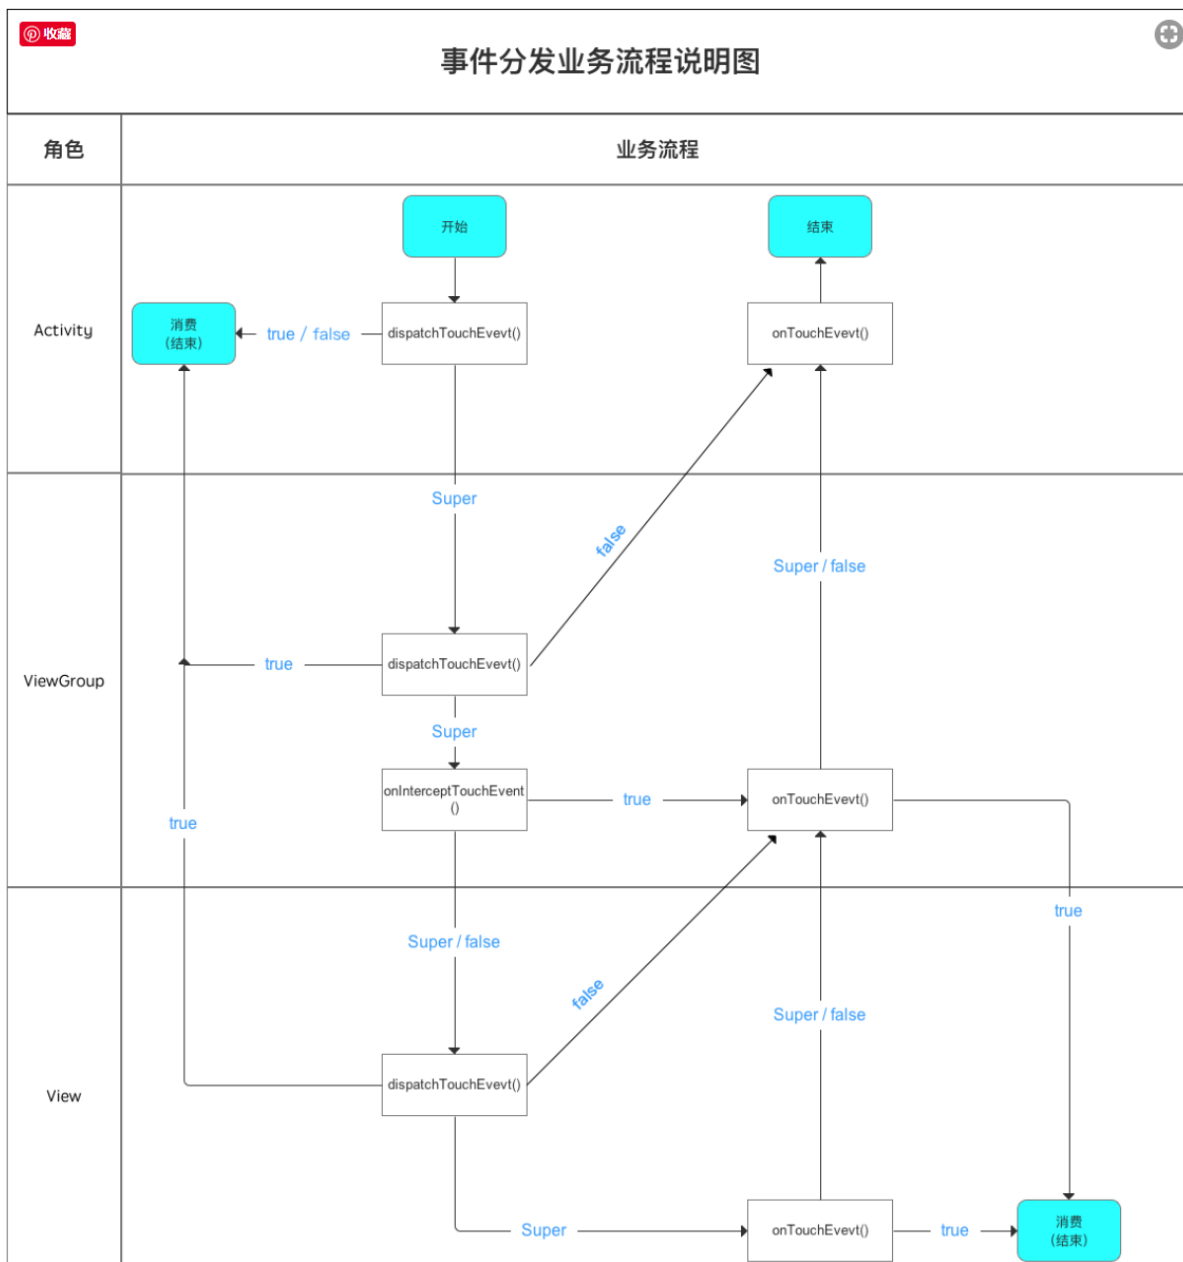 收藏
事件分发业务流程说明图
角色
业务流程
开始
结束
Activity
消费
(结束)
true / false
dispatchTouchEvevt()
onTouchEvevt()
Super
false
Super / false
ViewGroup
true
dispatchTouchEvevt()
Super
onInterceptTouchEvent
()
true
onTouchEvevt()
true
true
Super / false
false
Super / false
View
dispatchTouchEvevt()
Super
onTouchEvevt()
true
消费
(结束)